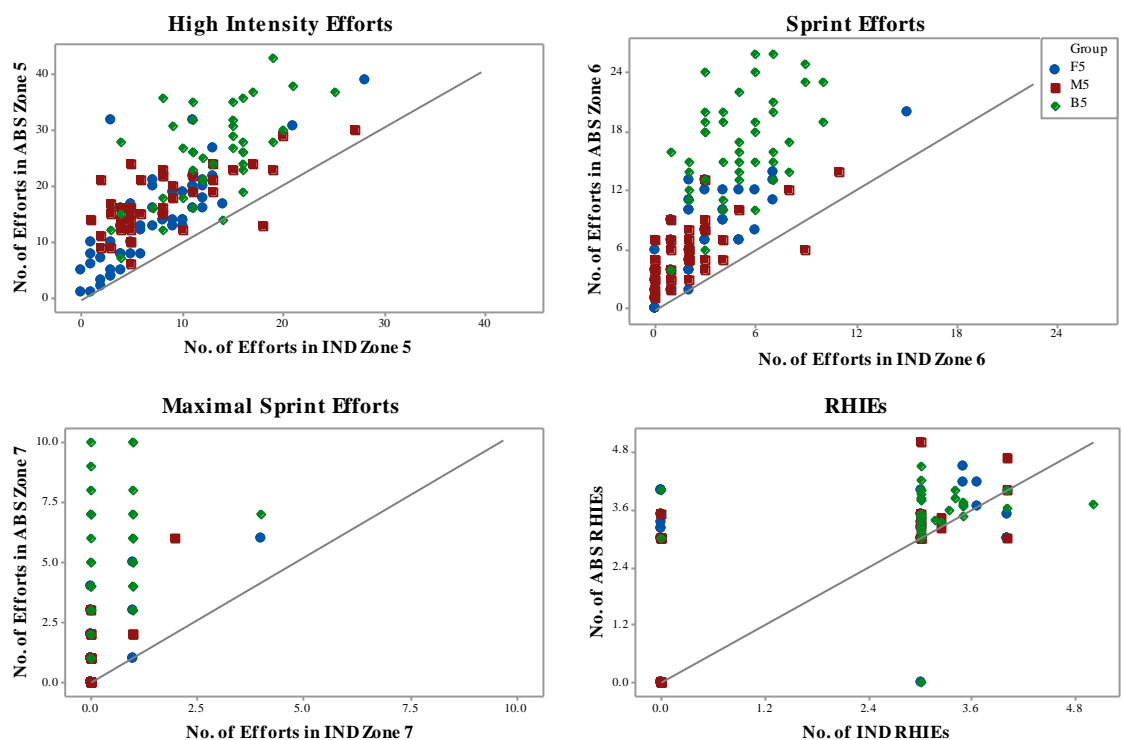 High Intensity Efforts
No. of Efforts in ABS Zone 5
40
30
20
10
0
0 10 20 30 40
No. of Efforts in IND Zone 5
Sprint Efforts
No. of Efforts in ABS Zone 6
24
18
12
6
0
0 6 12 18 24
No. of Efforts in IND Zone 6
Group
F5
M5
B5
Maximal Sprint Efforts
No. of Efforts in ABS Zone 7
10.0
7.5
5.0
2.5
0.0
0.0 2.5 5.0 7.5 10.0
No. of Efforts in IND Zone 7
RHIEs
No. of ABS RHIEs
4.8
3.6
2.4
1.2
0.0
0.0 1.2 2.4 3.6 4.8
No. of IND RHIEs